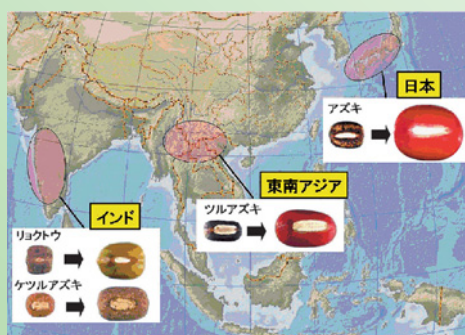 日本
アズキ
東南アジア
ツルアズキ
インド
リョクトウ
ケツルアズキ